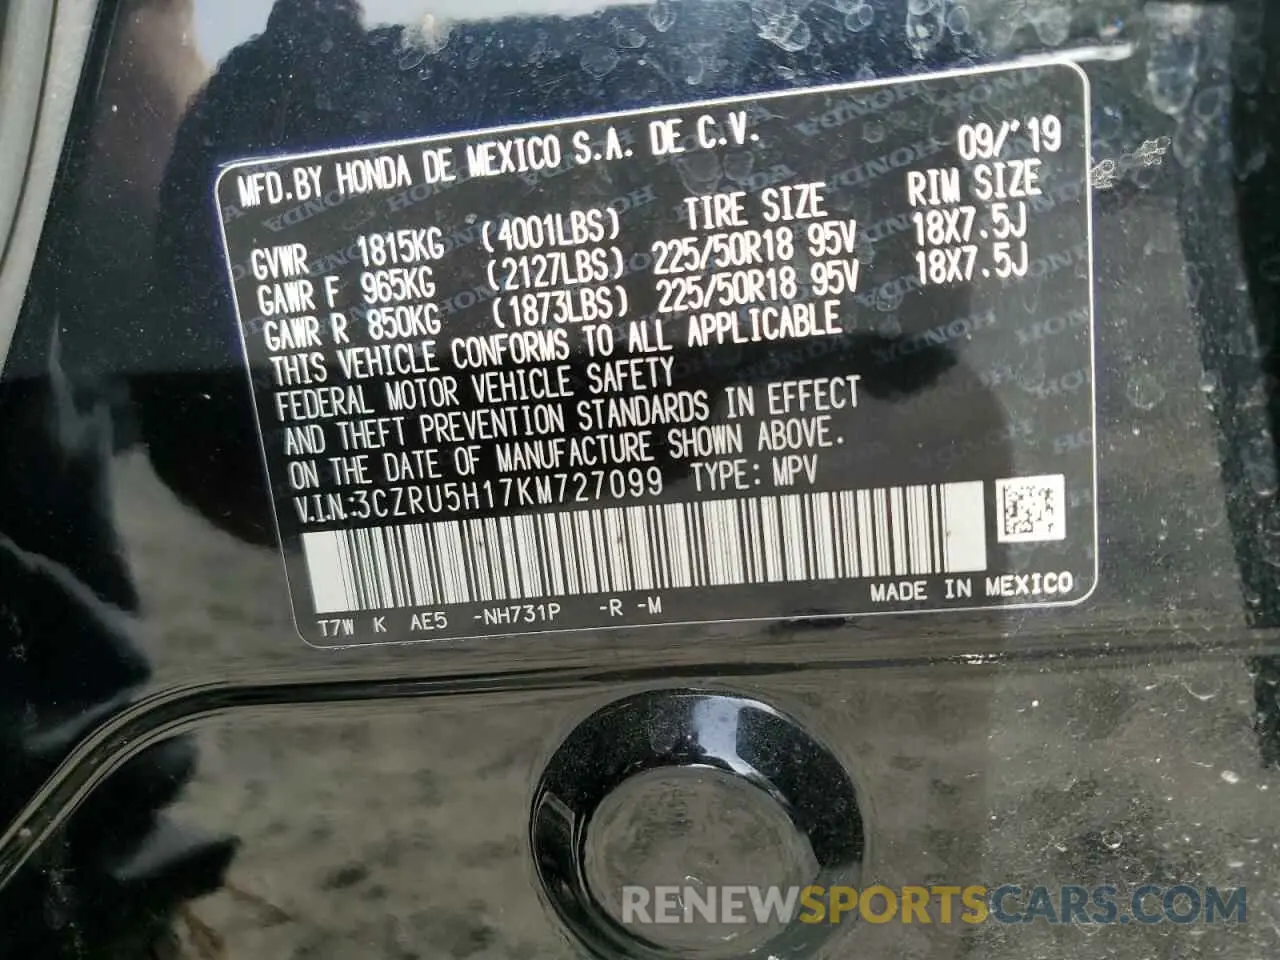 MFD.BY HONDA DE MEXICO S.A. DE C.V. 09/'19
GVWR 1815KG (4001LBS) TIRE SIZE RIM SIZE
GAWR F 965KG (2127LBS) 225/50R18 95V 18X7.5J
GAWR R 850KG (1873LBS) 225/50R18 95V 18X7.5J
THIS VEHICLE CONFORMS TO ALL APPLICABLE
FEDERAL MOTOR VEHICLE SAFETY
AND THEFT PREVENTION STANDARDS IN EFFECT
ON THE DATE OF MANUFACTURE SHOWN ABOVE.
V.I.N.:3CZRU5H17KM727099 TYPE: MPV
T7W K AE5 -NH731P -R -M MADE IN MEXICO
RENEWSPORTSCARS.COM